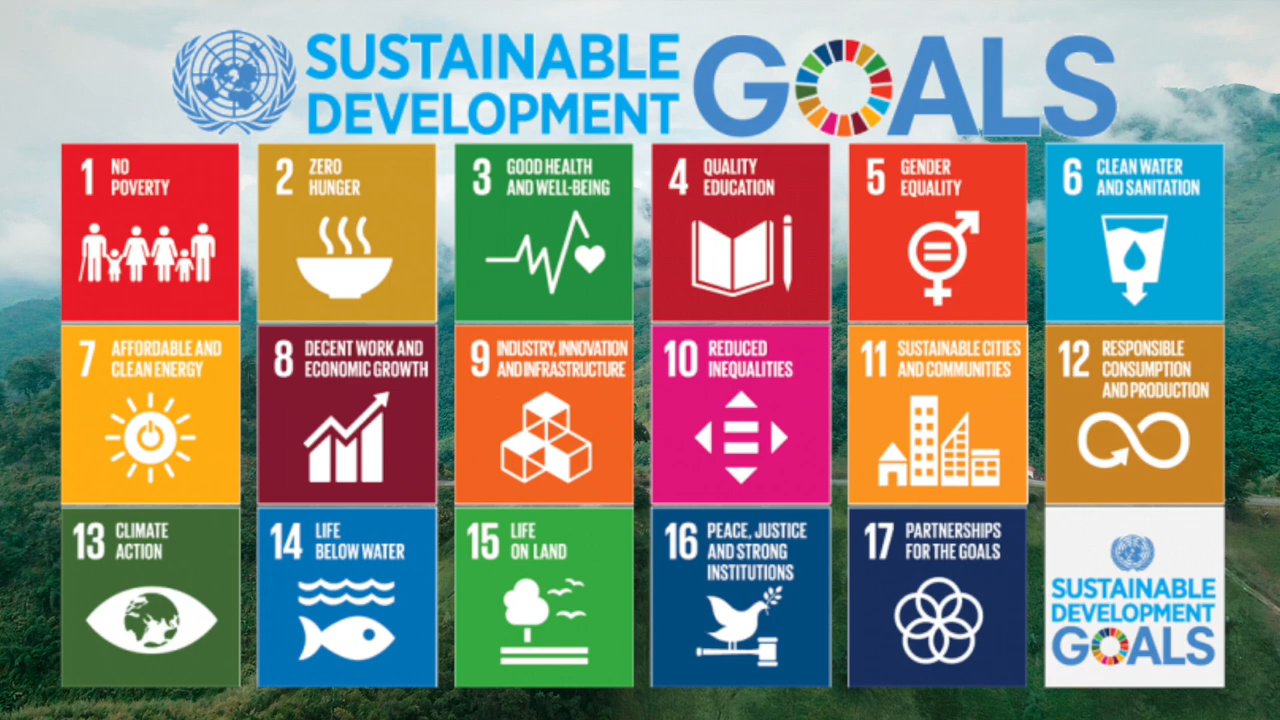 SUSTAINABLE
DEVELOPMENT
GOALS
1 NO
POVERTY
2 ZERO
HUNGER
3 GOOD HEALTH
AND WELL-BEING
4 QUALITY
EDUCATION
5 GENDER
EQUALITY
6 CLEAN WATER
AND SANITATION
7 AFFORDABLE AND
CLEAN ENERGY
8 DECENT WORK AND
ECONOMIC GROWTH
9 INDUSTRY, INNOVATION
AND INFRASTRUCTURE
10 REDUCED
INEQUALITIES
11 SUSTAINABLE CITIES
AND COMMUNITIES
12 RESPONSIBLE
CONSUMPTION
AND PRODUCTION
13 CLIMATE
ACTION
14 LIFE
BELOW WATER
15 LIFE
ON LAND
16 PEACE, JUSTICE
AND STRONG
INSTITUTIONS
17 PARTNERSHIPS
FOR THE GOALS
SUSTAINABLE
DEVELOPMENT
GOALS